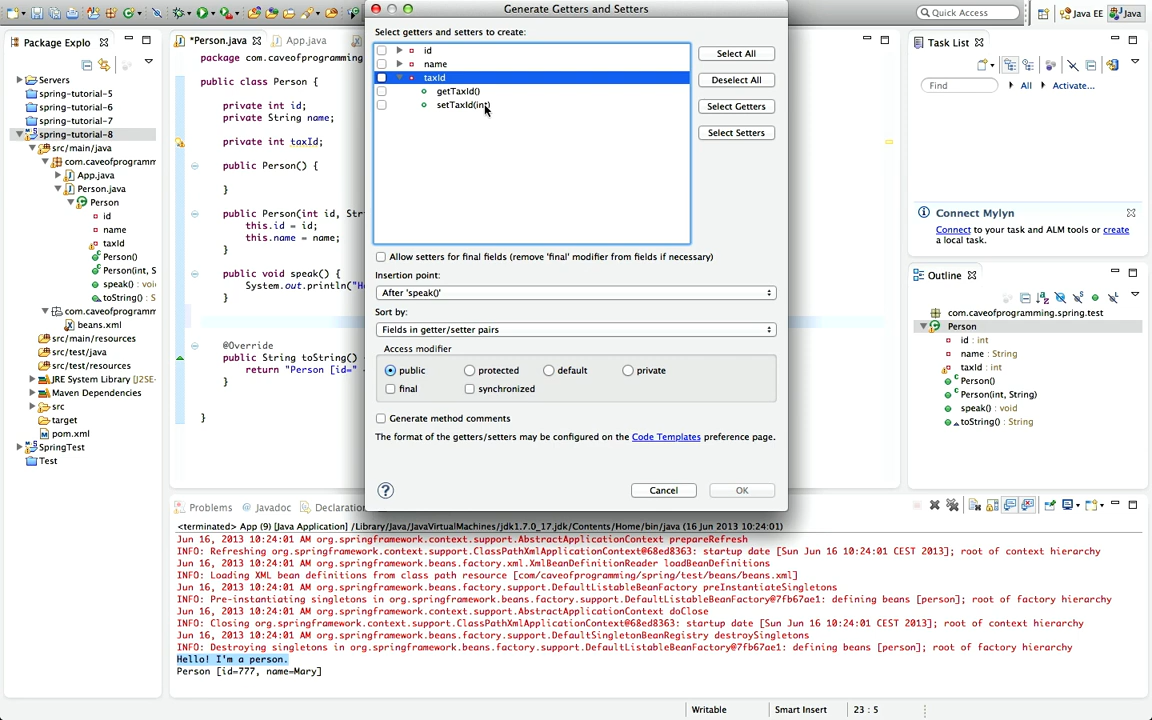 Generate Getters and Setters
Quick Access
Java EE
Java
Package Explo
*Person.java
App.java
Task List
Select getters and setters to create:
id
name
taxId
getTaxId()
setTaxId(int)
Select All
Deselect All
Select Getters
Select Setters
Allow setters for final fields (remove 'final' modifier from fields if necessary)
Insertion point:
After 'speak()'
Sort by:
Fields in getter/setter pairs
Access modifier
public
protected
default
private
final
synchronized
Generate method comments
The format of the getters/setters may be configured on the Code Templates preference page.
Cancel
OK
Servers
spring-tutorial-5
spring-tutorial-6
spring-tutorial-7
spring-tutorial-8
src/main/java
com.caveofprogramm
App.java
Person.java
Person
id
name
taxId
Person()
Person(int, S
speak() : voi
toString() : S
com.caveofprogramm
beans.xml
src/main/resources
src/test/java
src/test/resources
JRE System Library [J2SE-
Maven Dependencies
src
target
pom.xml
SpringTest
Test
package com.caveofprogramming
public class Person {
private int id;
private String name;
private int taxId;
public Person() {
}
public Person(int id, Str
this.id = id;
this.name = name;
}
public void speak() {
System.out.println("He
}
@Override
public String toString()
return "Person [id="
}
}
Find
All
Activate...
Connect Mylyn
Connect to your task and ALM tools or create
a local task.
Outline
com.caveofprogramming.spring.test
Person
id : int
name : String
taxId : int
Person()
Person(int, String)
speak() : void
toString() : String
Problems
Javadoc
Declaration
<terminated> App (9) [Java Application] /Library/Java/JavaVirtualMachines/jdk1.7.0_17.jdk/Contents/Home/bin/java (16 Jun 2013 10:24:01)
Jun 16, 2013 10:24:01 AM org.springframework.context.support.AbstractApplicationContext prepareRefresh
INFO: Refreshing org.springframework.context.support.ClassPathXmlApplicationContext@68ed8363: startup date [Sun Jun 16 10:24:01 CEST 2013]; root of context hierarchy
Jun 16, 2013 10:24:01 AM org.springframework.beans.factory.xml.XmlBeanDefinitionReader loadBeanDefinitions
INFO: Loading XML bean definitions from class path resource [com/caveofprogramming/spring/test/beans/beans.xml]
Jun 16, 2013 10:24:01 AM org.springframework.beans.factory.support.DefaultListableBeanFactory preInstantiateSingletons
INFO: Pre-instantiating singletons in org.springframework.beans.factory.support.DefaultListableBeanFactory@7fb67ae1: defining beans [person]; root of factory hierarchy
Jun 16, 2013 10:24:01 AM org.springframework.context.support.AbstractApplicationContext doClose
INFO: Closing org.springframework.context.support.ClassPathXmlApplicationContext@68ed8363: startup date [Sun Jun 16 10:24:01 CEST 2013]; root of context hierarchy
Jun 16, 2013 10:24:01 AM org.springframework.beans.factory.support.DefaultSingletonBeanRegistry destroySingletons
INFO: Destroying singletons in org.springframework.beans.factory.support.DefaultListableBeanFactory@7fb67ae1: defining beans [person]; root of factory hierarchy
Hello! I'm a person.
Person [id=777, name=Mary]
Writable
Smart Insert
23 : 5